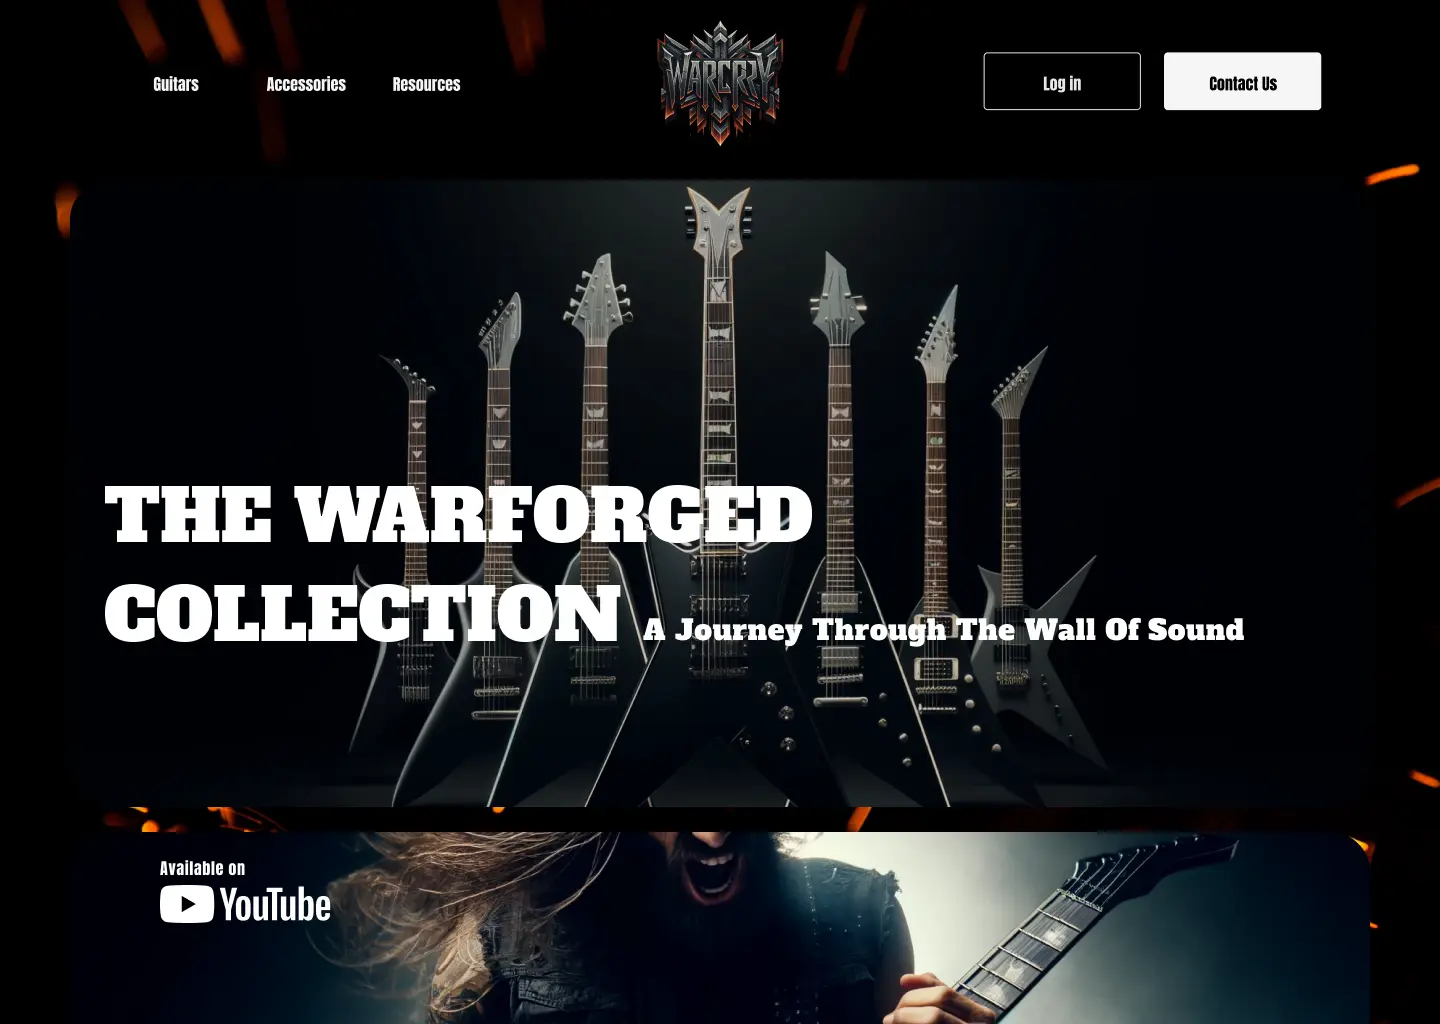 Guitars
Accessories
Resources
WARCRZY
Log in
Contact Us
THE WARFORGED
COLLECTION A Journey Through The Wall Of Sound
Available on
YouTube